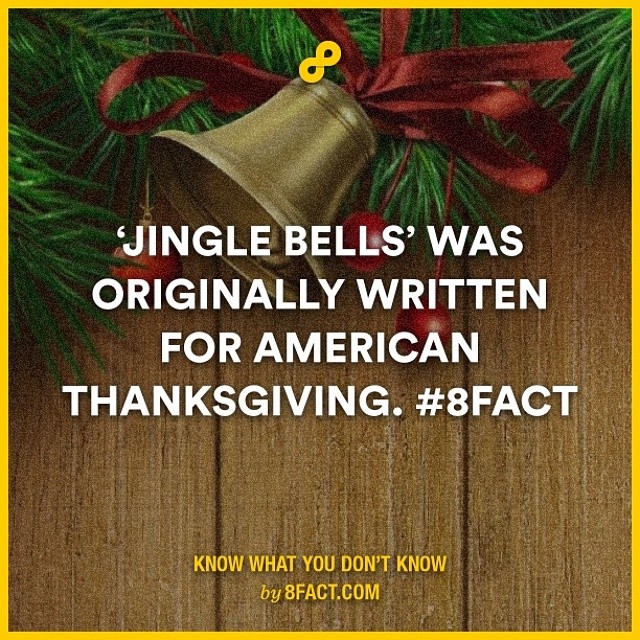 ‘JINGLE BELLS’ WAS
ORIGINALLY WRITTEN
FOR AMERICAN
THANKSGIVING. #8FACT
KNOW WHAT YOU DON'T KNOW
by 8FACT.COM